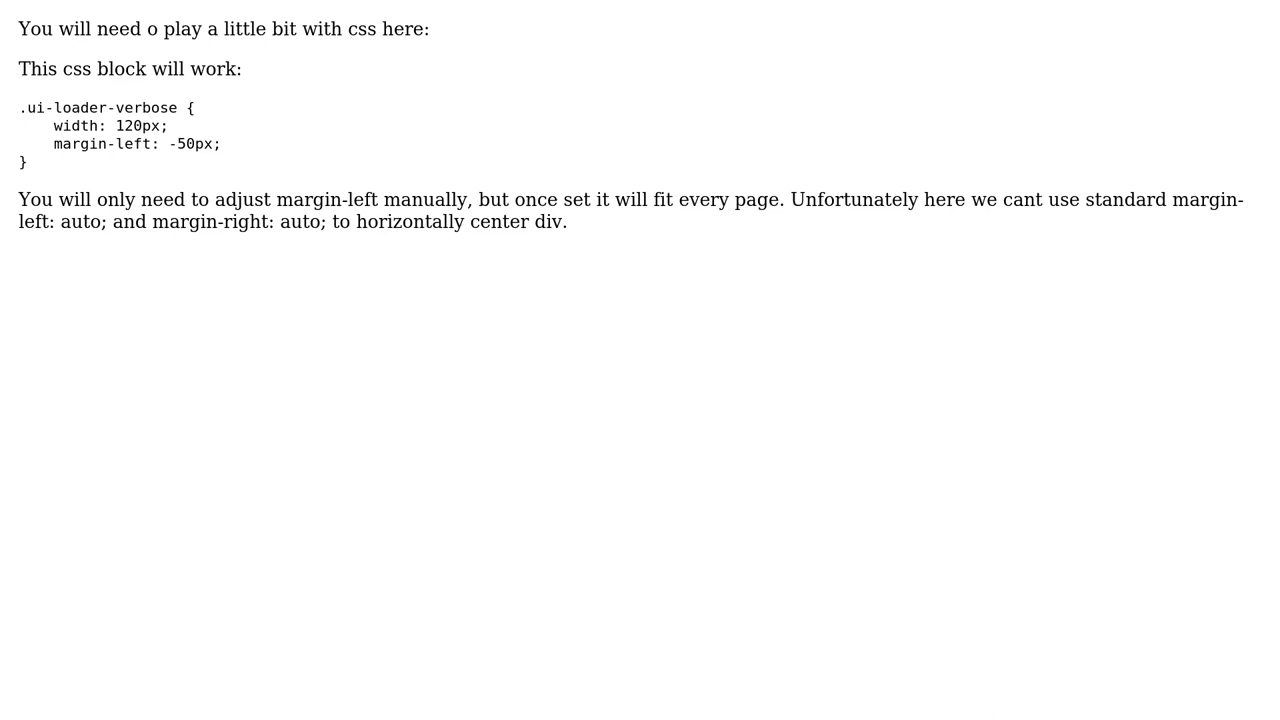 You will need o play a little bit with css here:
This css block will work:
.ui-loader-verbose {
    width: 120px;
    margin-left: -50px;
}
You will only need to adjust margin-left manually, but once set it will fit every page. Unfortunately here we cant use standard margin-
left: auto; and margin-right: auto; to horizontally center div.